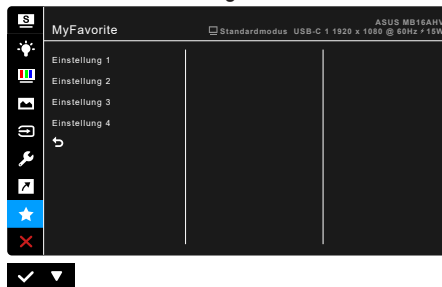 S
MyFavorite
ASUS MB16AHV
Standardmodus USB-C 1 1920 x 1080 @ 60Hz 15W
Einstellung 1
Einstellung 2
Einstellung 3
Einstellung 4